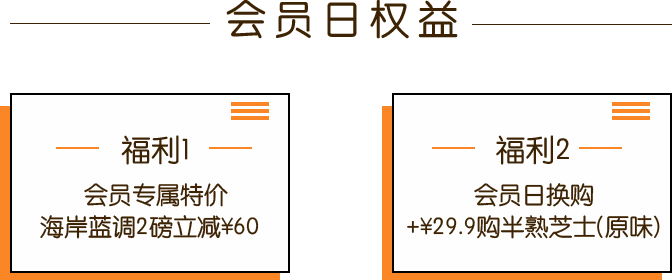 会员日权益
福利1
会员专属特价
海岸蓝调2磅立减¥60
福利2
会员日换购
+¥29.9购半熟芝士(原味)